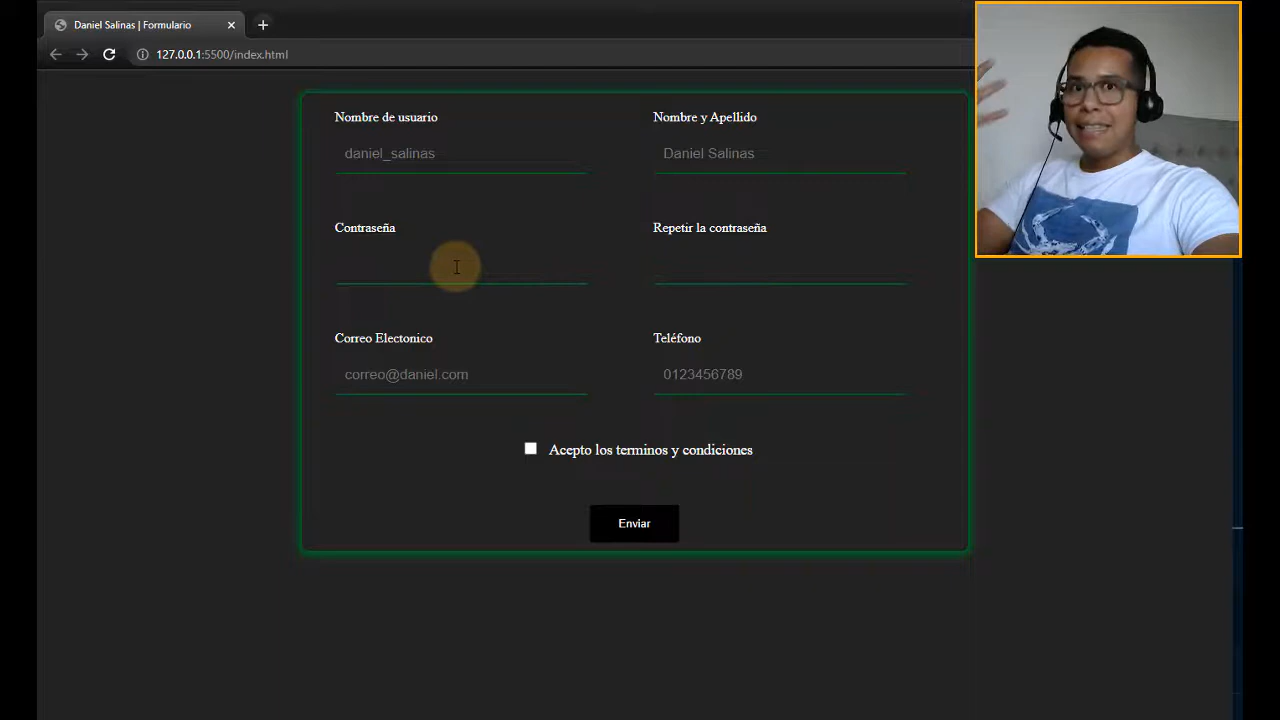 Daniel Salinas | Formulario
127.0.0.1:5500/index.html
Nombre de usuario
Nombre y Apellido
daniel_salinas
Daniel Salinas
Contraseña
Repetir la contraseña
Correo Electonico
Teléfono
correo@daniel.com
0123456789
Acepto los terminos y condiciones
Enviar